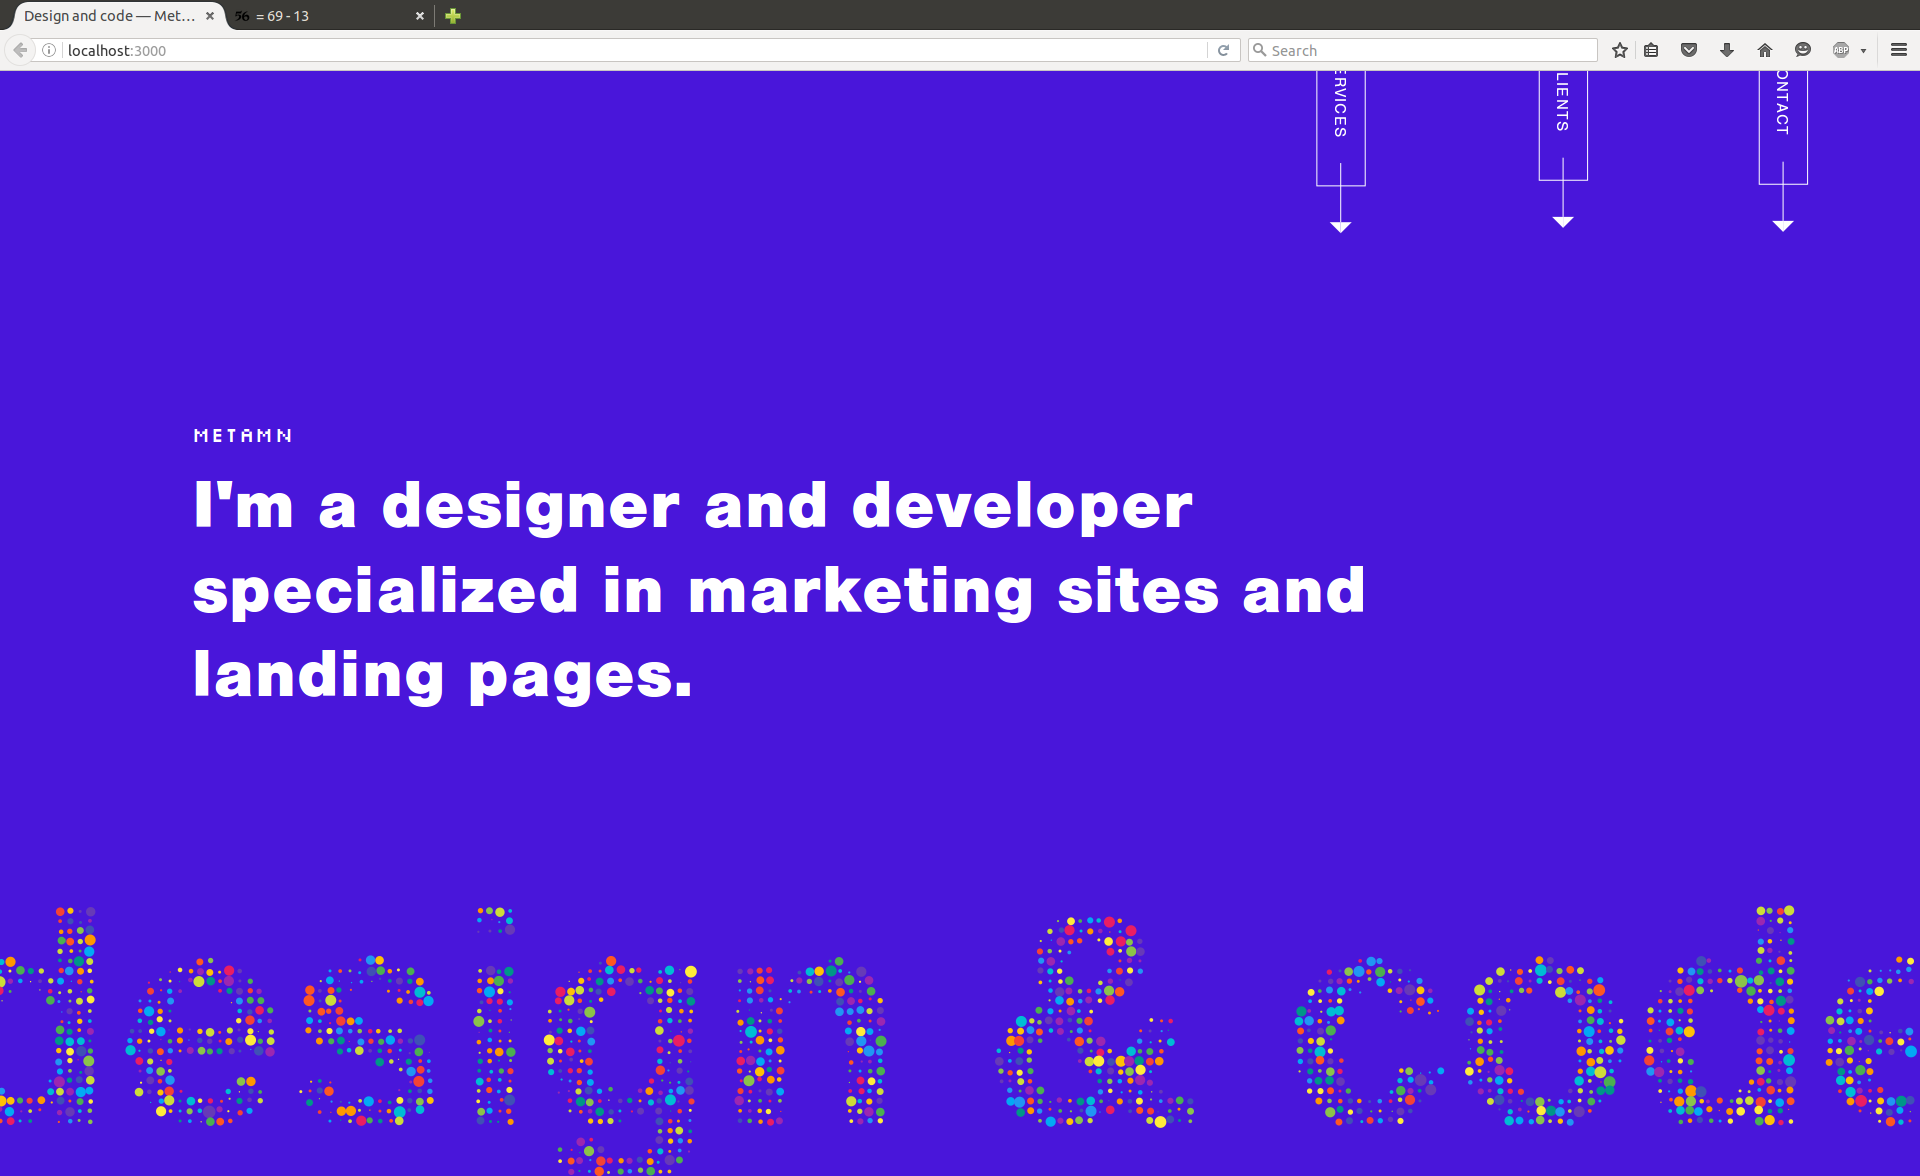 Design and code — Met...
56 = 69 - 13
localhost:3000
Search
ABP
ERVICES
LIENTS
ONTACT
METAMN
I'm a designer and developer
specialized in marketing sites and
landing pages.
design & code